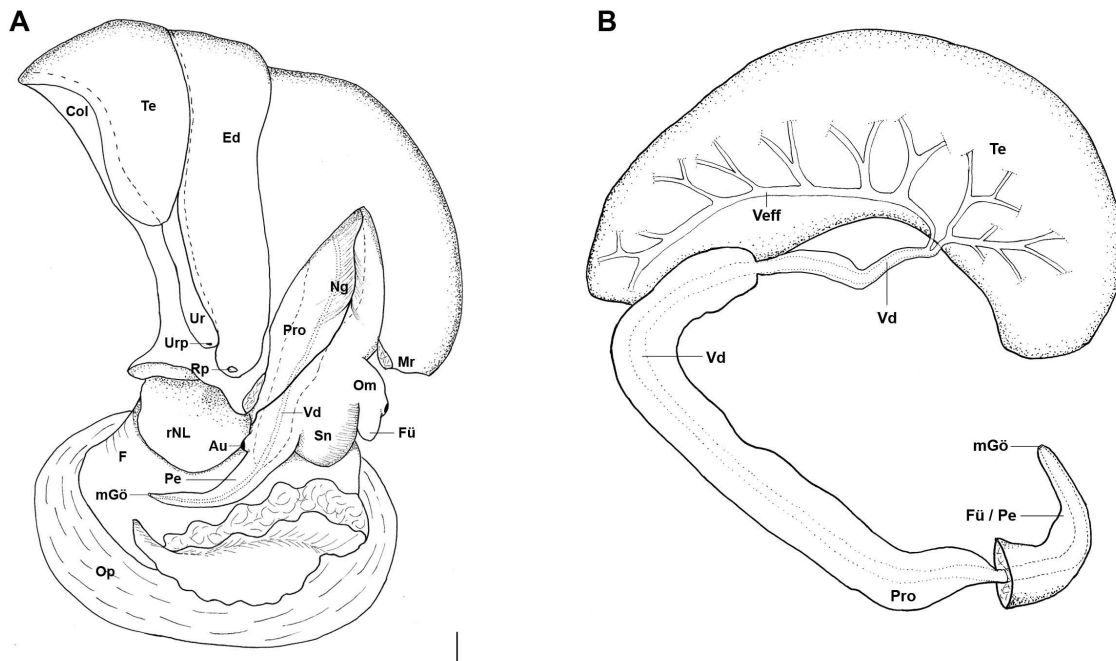 A
Col
Te
Ed
Ng
Ur
Pro
Urp
Rp
Mr
Om
rNL
Au
Vd
Sn
Fü
F
Pe
mGö
Op
B
Te
Veff
Vd
Vd
mGö
Fü / Pe
Pro